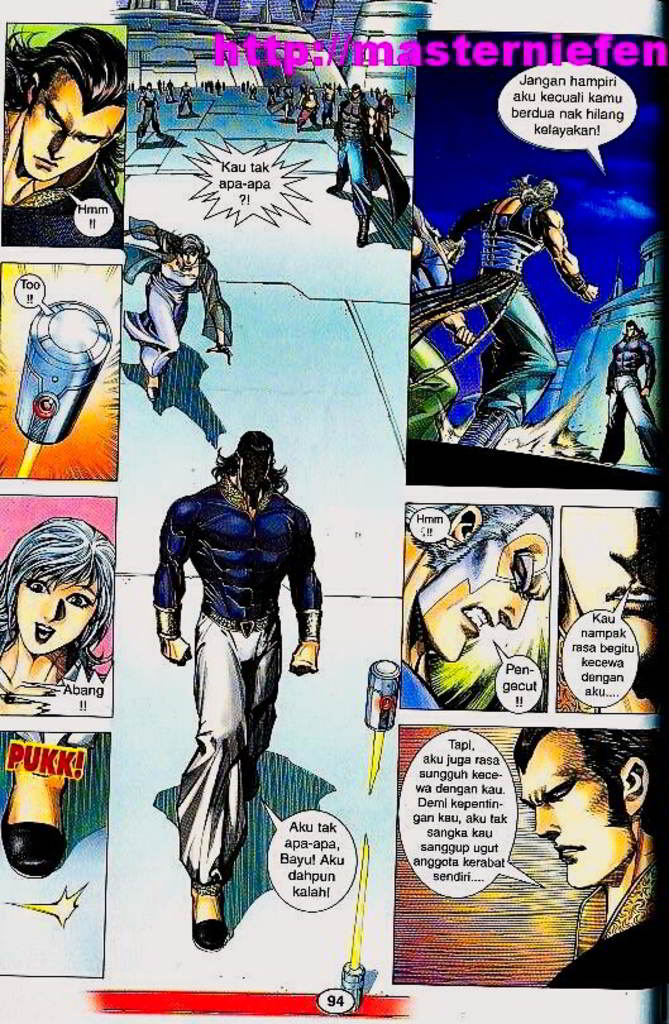 http://masterniefen
Hmm
!!
Kau tak
apa-apa
?!
Jangan hampiri
aku kecuali kamu
berdua nak hilang
kelayakan!
Too
!!
Abang
!!
PUKK!
Aku tak
apa-apa,
Bayu! Aku
dahpun
kalah!
Hmm
?!!
Pen-
gecut
!!
Kau
nampak
rasa begitu
kecewa
dengan
aku....
Tapi,
aku juga rasa
sungguh kece-
wa dengan kau.
Demi kepentin-
gan kau, aku tak
sangka kau
sanggup ugut
anggota kerabat
sendiri....
94